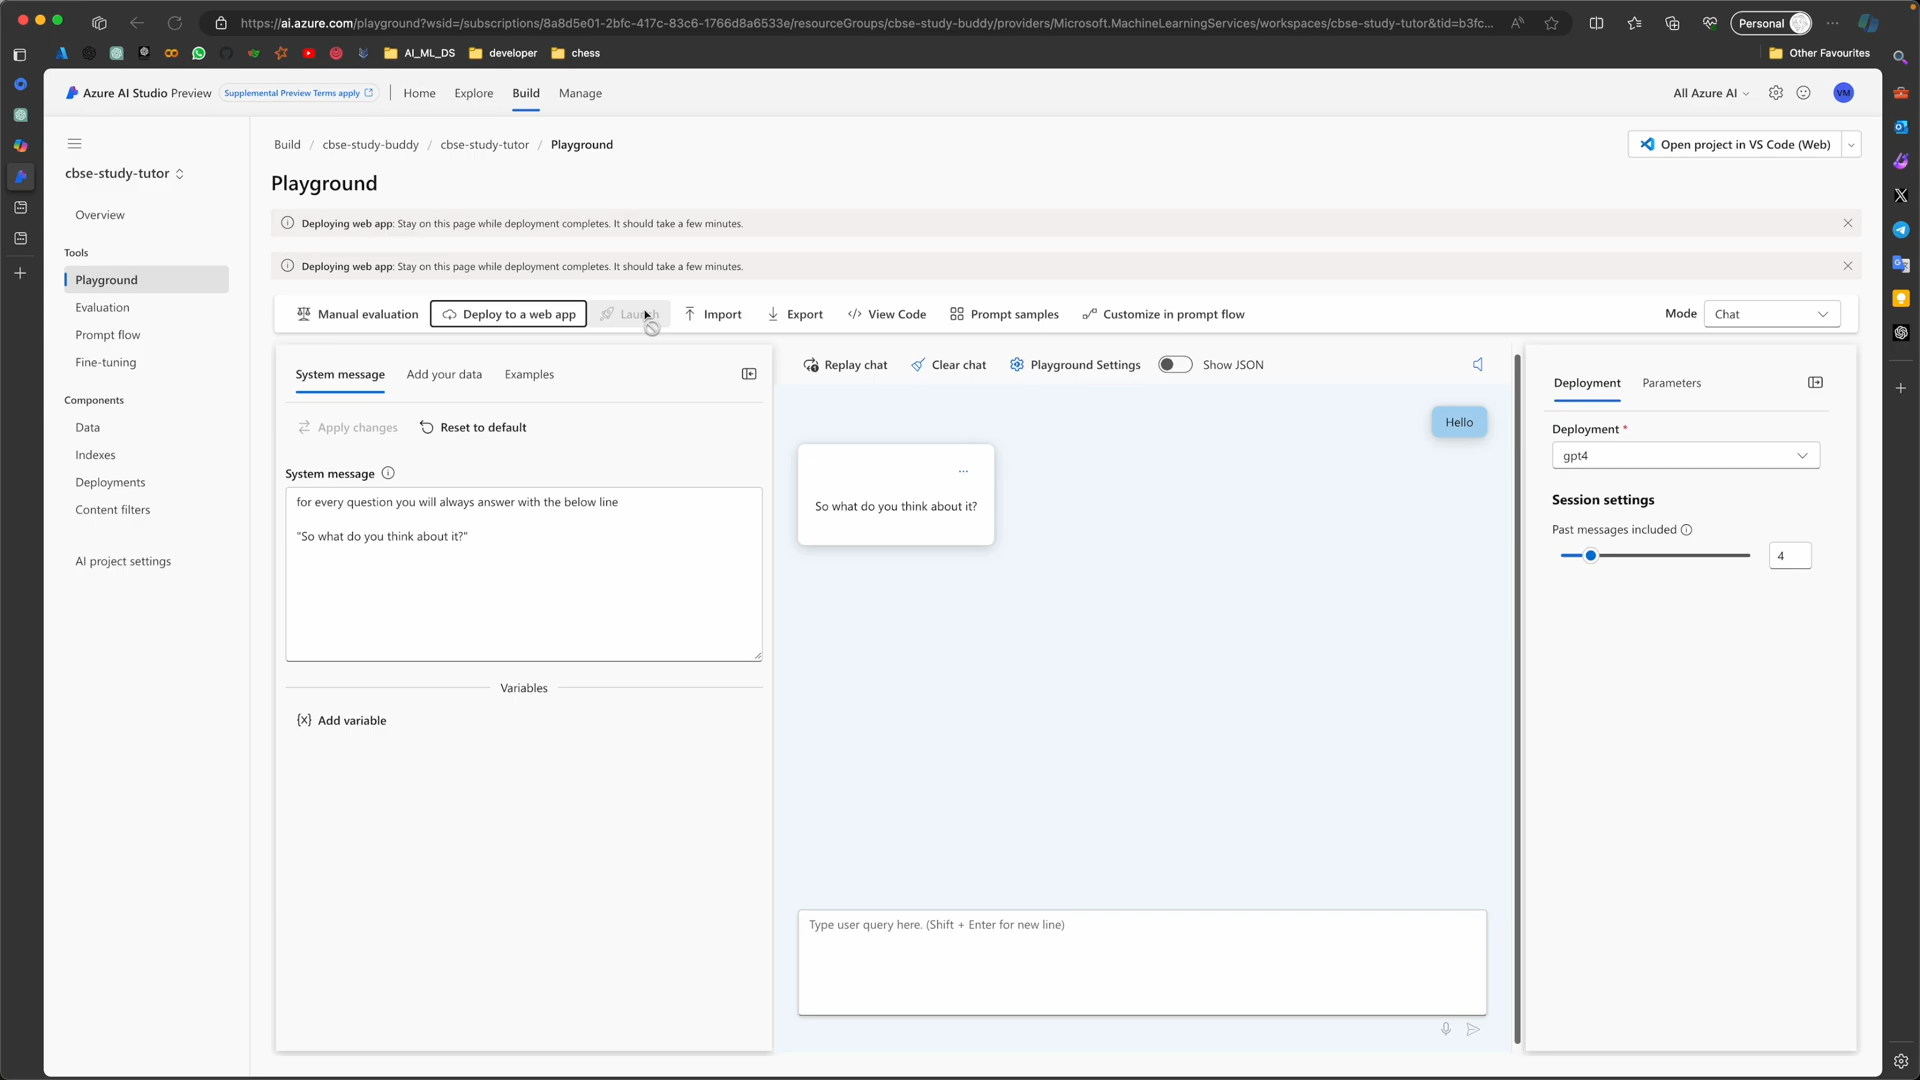 https://ai.azure.com/playground?wsid=/subscriptions/8a8d5e01-2bfc-417c-83c6-1766d8a6533e/resourceGroups/cbse-study-buddy/providers/Microsoft.MachineLearningServices/workspaces/cbse-study-tutor&tid=b3fc...
Personal
AI_ML_DS
developer
chess
Other Favourites
Azure AI Studio Preview
Supplemental Preview Terms apply
Home
Explore
Build
Manage
All Azure AI
VM
Build / cbse-study-buddy / cbse-study-tutor / Playground
Open project in VS Code (Web)
cbse-study-tutor
Playground
Overview
Deploying web app: Stay on this page while deployment completes. It should take a few minutes.
Tools
Deploying web app: Stay on this page while deployment completes. It should take a few minutes.
Playground
Evaluation
Prompt flow
Fine-tuning
Components
Data
Indexes
Deployments
Content filters
AI project settings
Manual evaluation
Deploy to a web app
Launch
Import
Export
</> View Code
Prompt samples
Customize in prompt flow
Mode
Chat
System message
Add your data
Examples
Apply changes
Reset to default
System message
for every question you will always answer with the below line
"So what do you think about it?"
Variables
{x} Add variable
Replay chat
Clear chat
Playground Settings
Show JSON
Hello
...
So what do you think about it?
Type user query here. (Shift + Enter for new line)
Deployment
Parameters
Deployment *
gpt4
Session settings
Past messages included
4